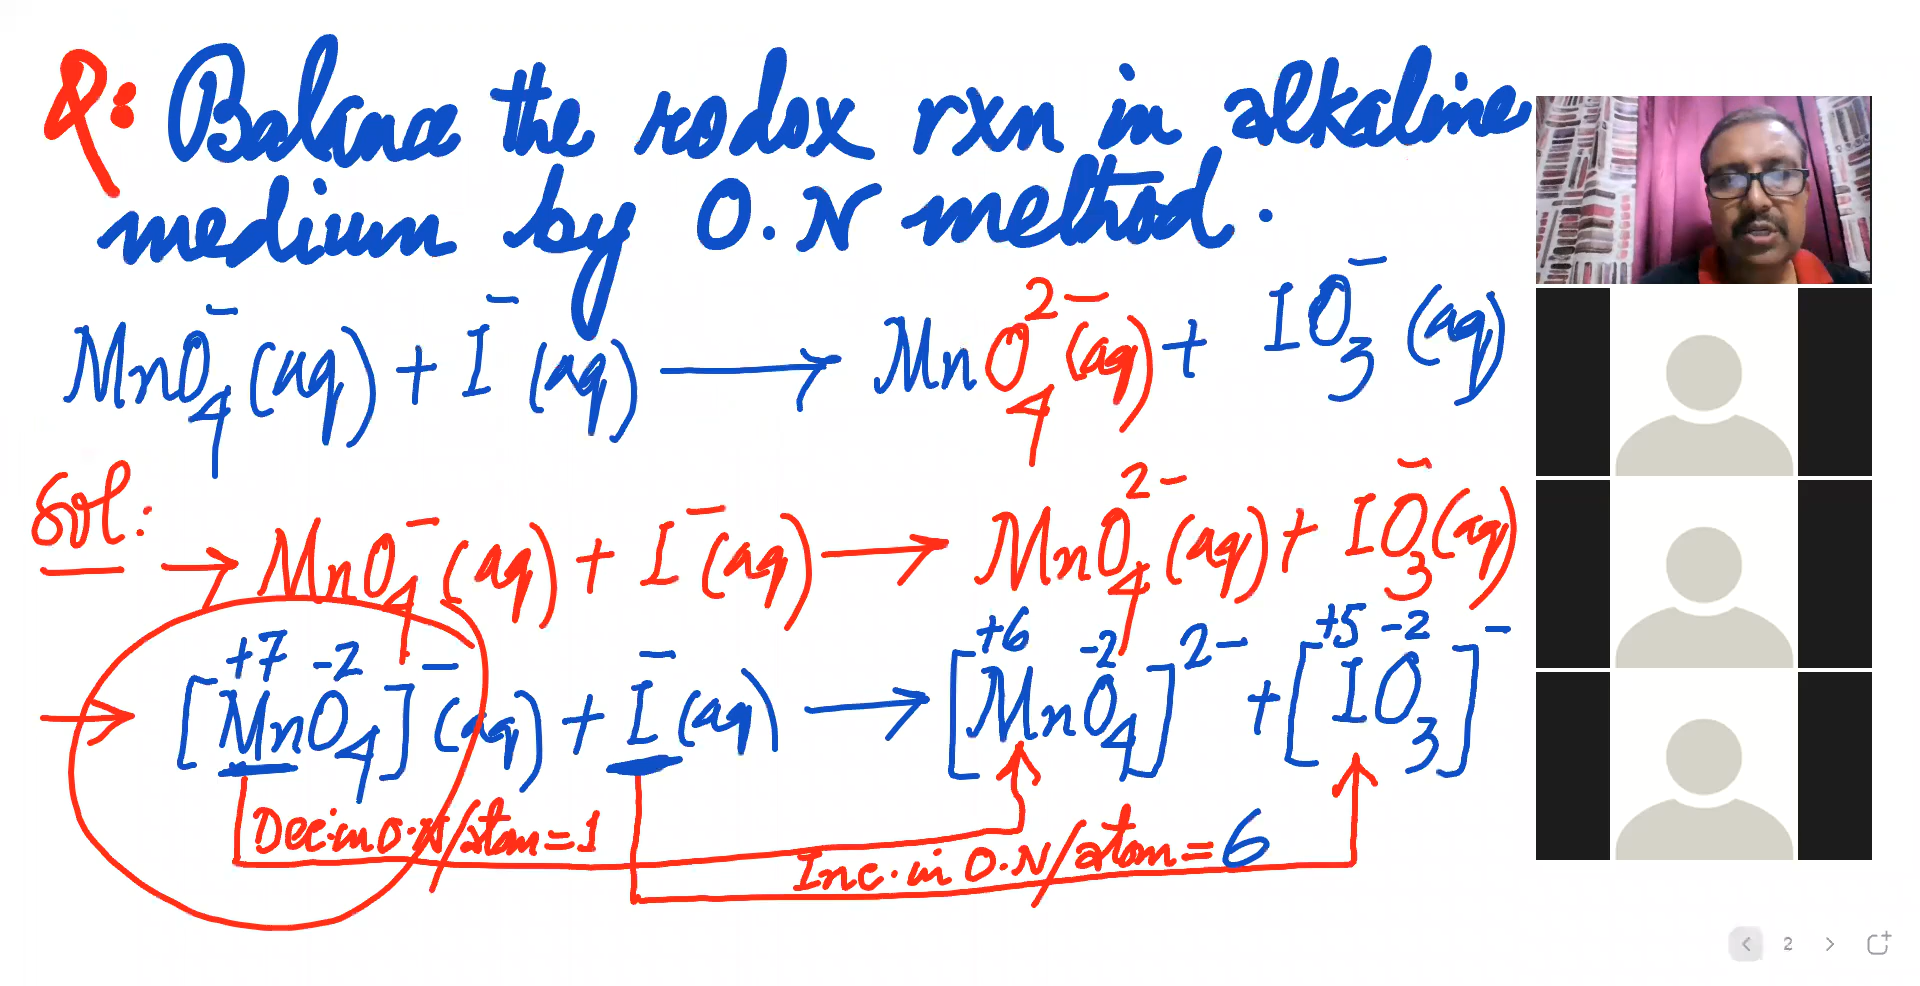 Q: Balance the redox rxn in alkaline
medium by O.N method.
MnO₄⁻(aq) + I⁻(aq) ⟶ MnO₄²⁻(aq) + IO₃⁻(aq)
Sol:
→ MnO₄⁻(aq) + I⁻(aq) ⟶ MnO₄²⁻(aq) + IO₃⁻(aq)
+7 -2 +6 -2 +5 -2
→ [MnO₄]⁻(aq) + I⁻(aq) ⟶ [MnO₄]²⁻ + [IO₃]⁻
Dec. in O.N/atom = 1
Inc. in O.N/atom = 6
2